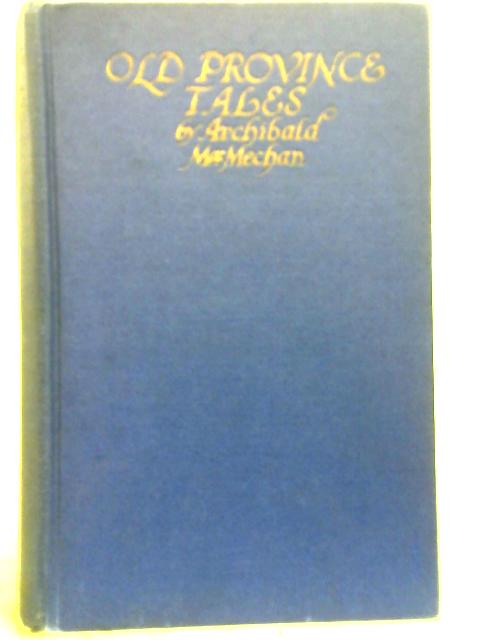 OLD PROVINCE
TALES
by Archibald
MacMechan